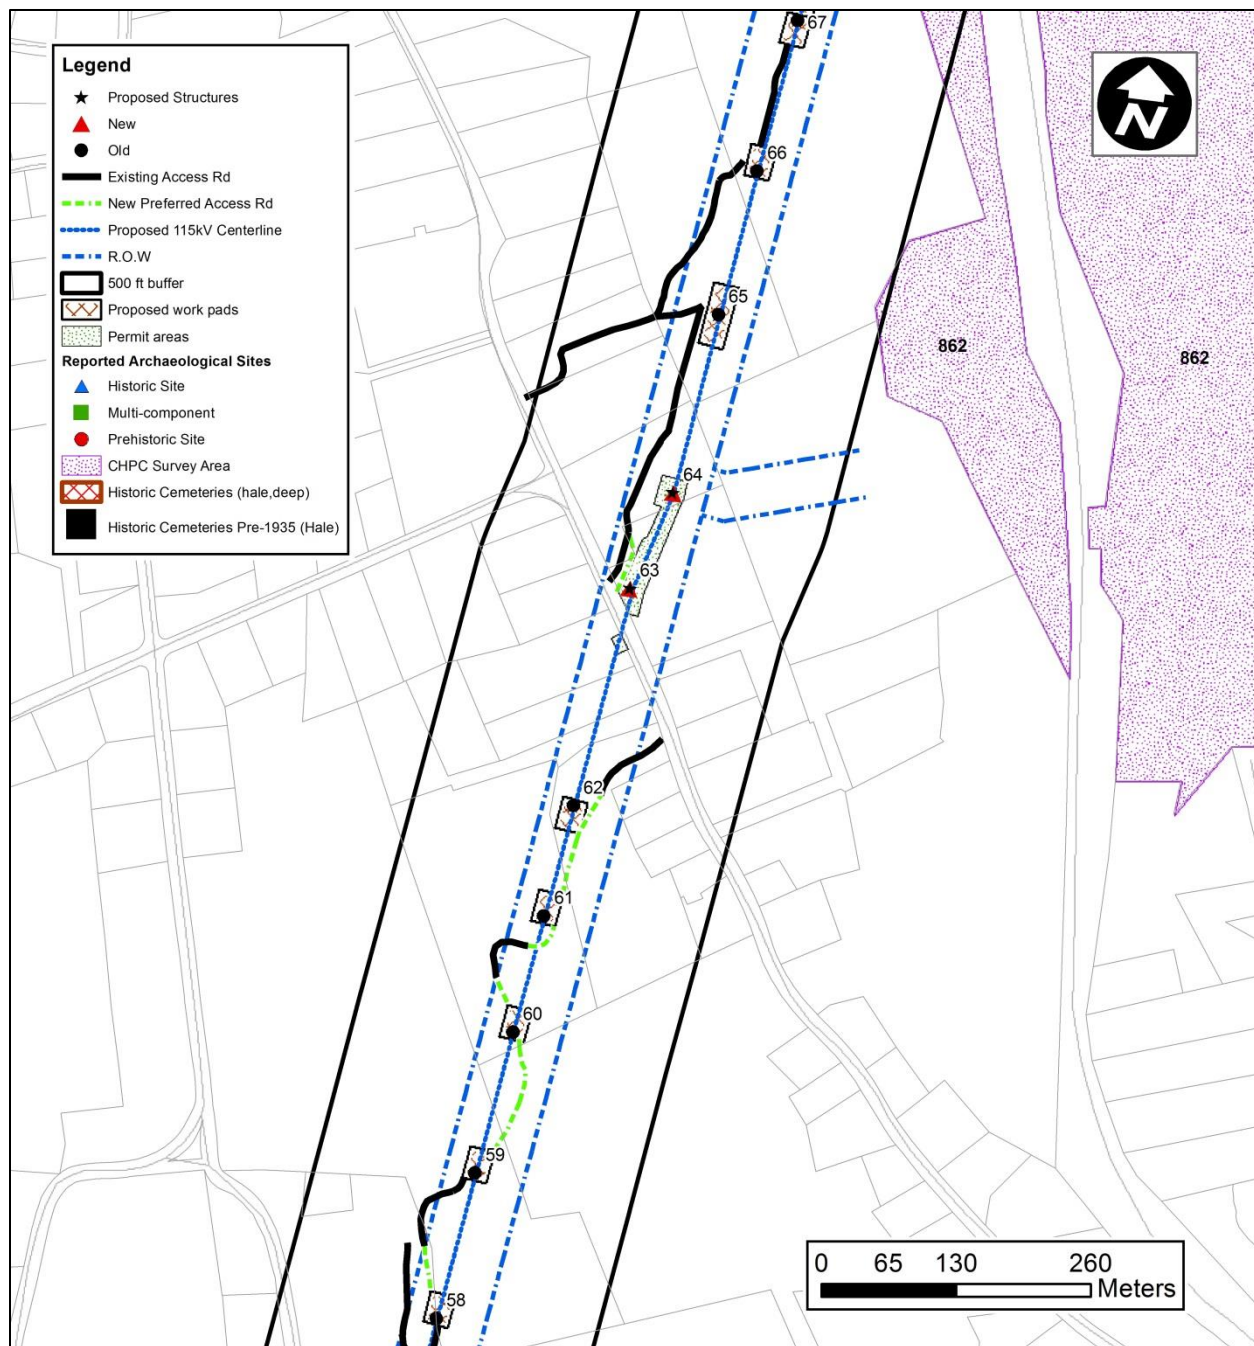 Legend
Proposed Structures
New
Old
Existing Access Rd
New Preferred Access Rd
Proposed 115kV Centerline
R.O.W
500 ft buffer
Proposed work pads
Permit areas
Reported Archaeological Sites
Historic Site
Multi-component
Prehistoric Site
CHPC Survey Area
Historic Cemeteries (hale,deep)
Historic Cemeteries Pre-1935 (Hale)
N
67
66
65
862
862
64
63
62
61
60
59
58
0 65 130 260
Meters